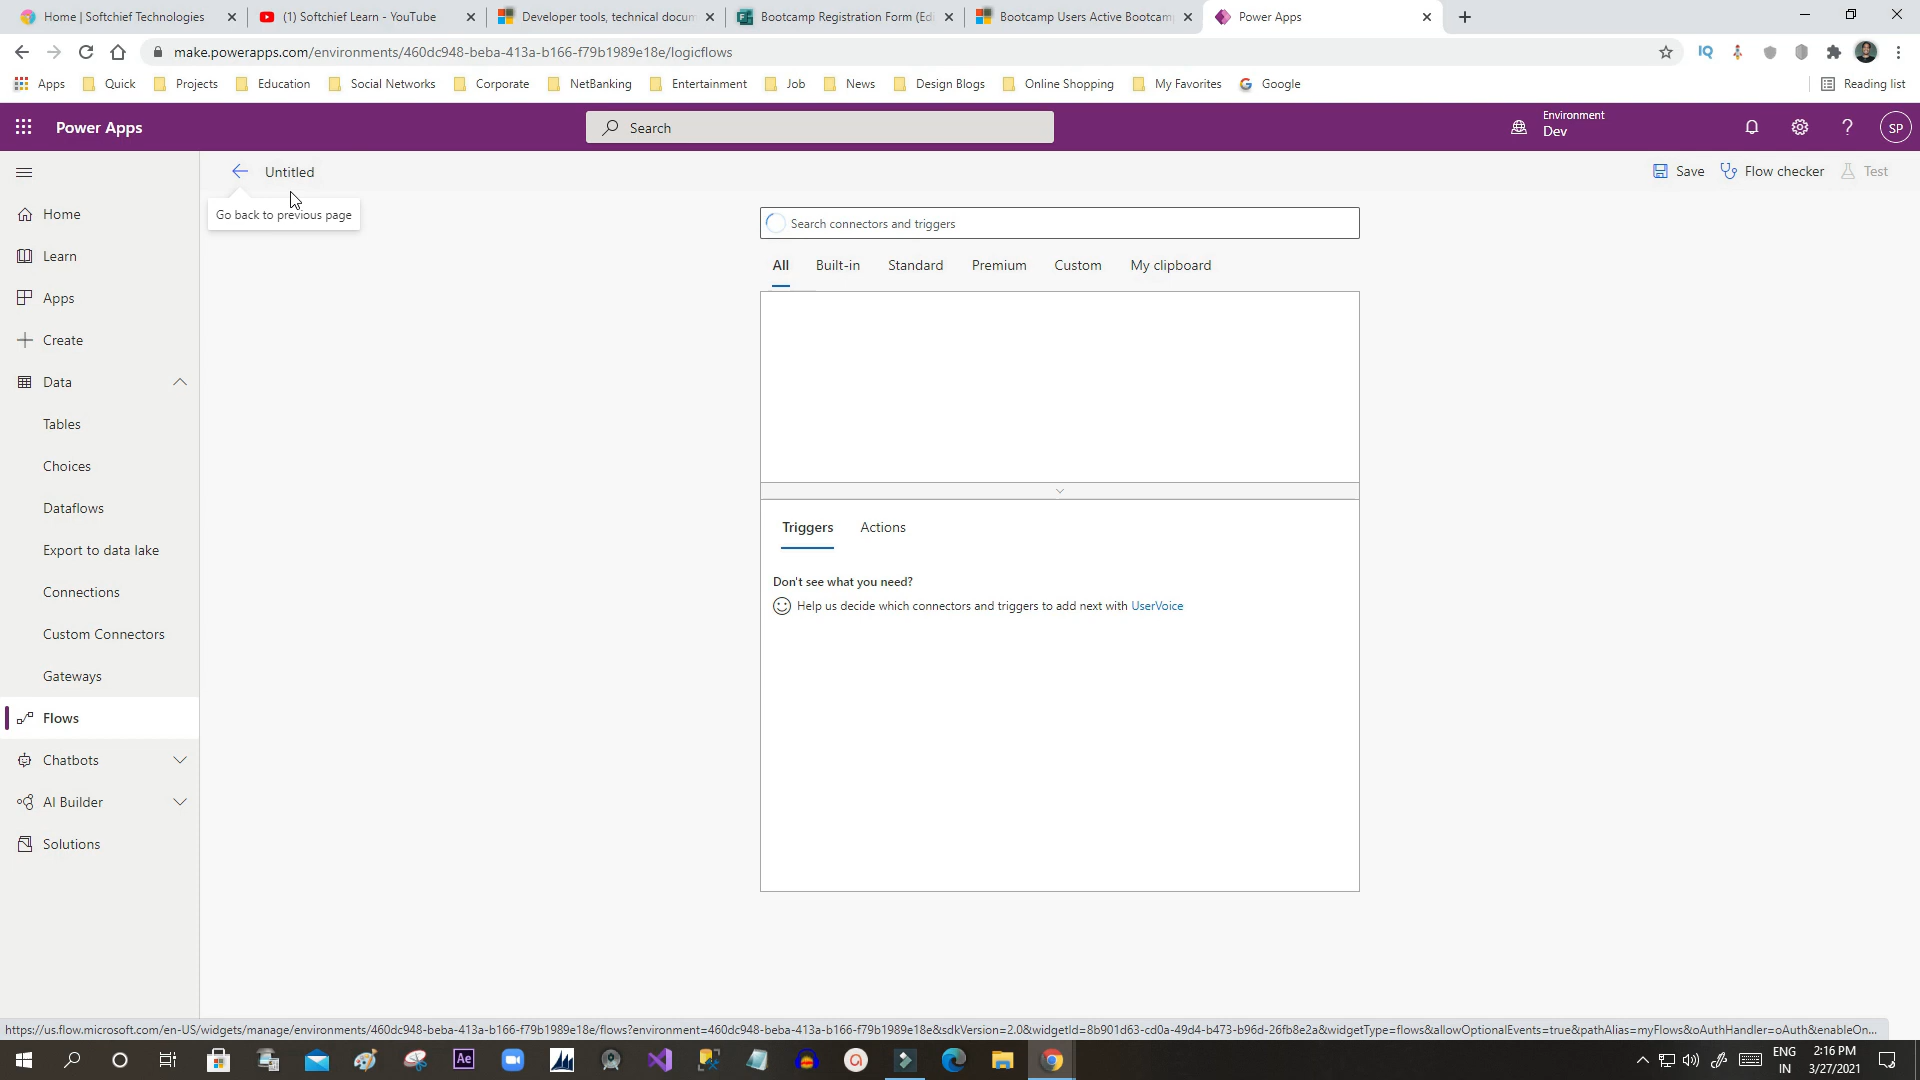 Home | Softchief Technologies
(1) Softchief Learn - YouTube
Developer tools, technical docum
Bootcamp Registration Form (Edi
Bootcamp Users Active Bootcam
Power Apps
make.powerapps.com/environments/460dc948-beba-413a-b166-f79b1989e18e/logicflows
IQ
Apps
Quick
Projects
Education
Social Networks
Corporate
NetBanking
Entertainment
Job
News
Design Blogs
Online Shopping
My Favorites
Google
Reading list
Power Apps
Search
Environment
Dev
SP
Untitled
Save
Flow checker
Test
Go back to previous page
Home
Learn
Apps
Create
Data
Tables
Choices
Dataflows
Export to data lake
Connections
Custom Connectors
Gateways
Flows
Chatbots
AI Builder
Solutions
Search connectors and triggers
All
Built-in
Standard
Premium
Custom
My clipboard
Triggers
Actions
Don't see what you need?
Help us decide which connectors and triggers to add next with UserVoice
https://us.flow.microsoft.com/en-US/widgets/manage/environments/460dc948-beba-413a-b166-f79b1989e18e/flows?environment=460dc948-beba-413a-b166-f79b1989e18e&sdkVersion=2.0&widgetId=8b901d63-cd0a-49d4-b473-b96d-26fb8e2a&widgetType=flows&allowOptionalEvents=true&pathAlias=myFlows&oAuthHandler=oAuth&enableOn...
Ae
ENG
IN
2:16 PM
3/27/2021